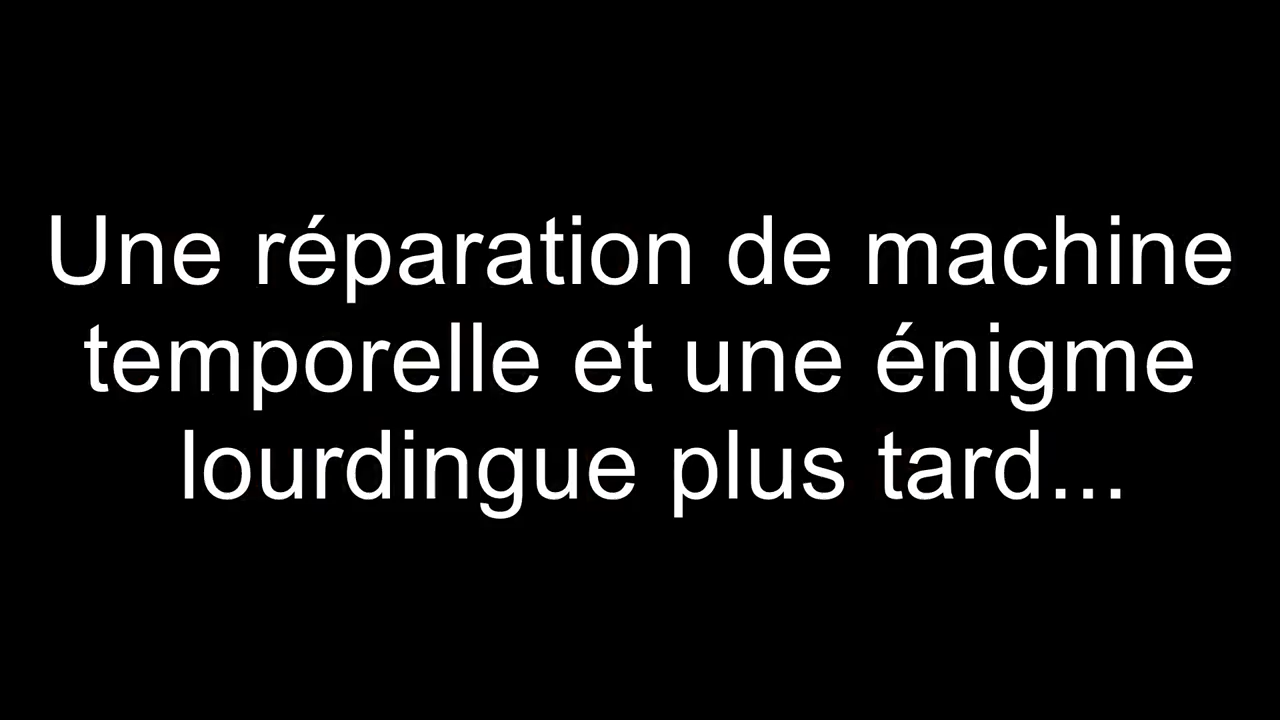 Une réparation de machine
temporelle et une énigme
lourdingue plus tard...